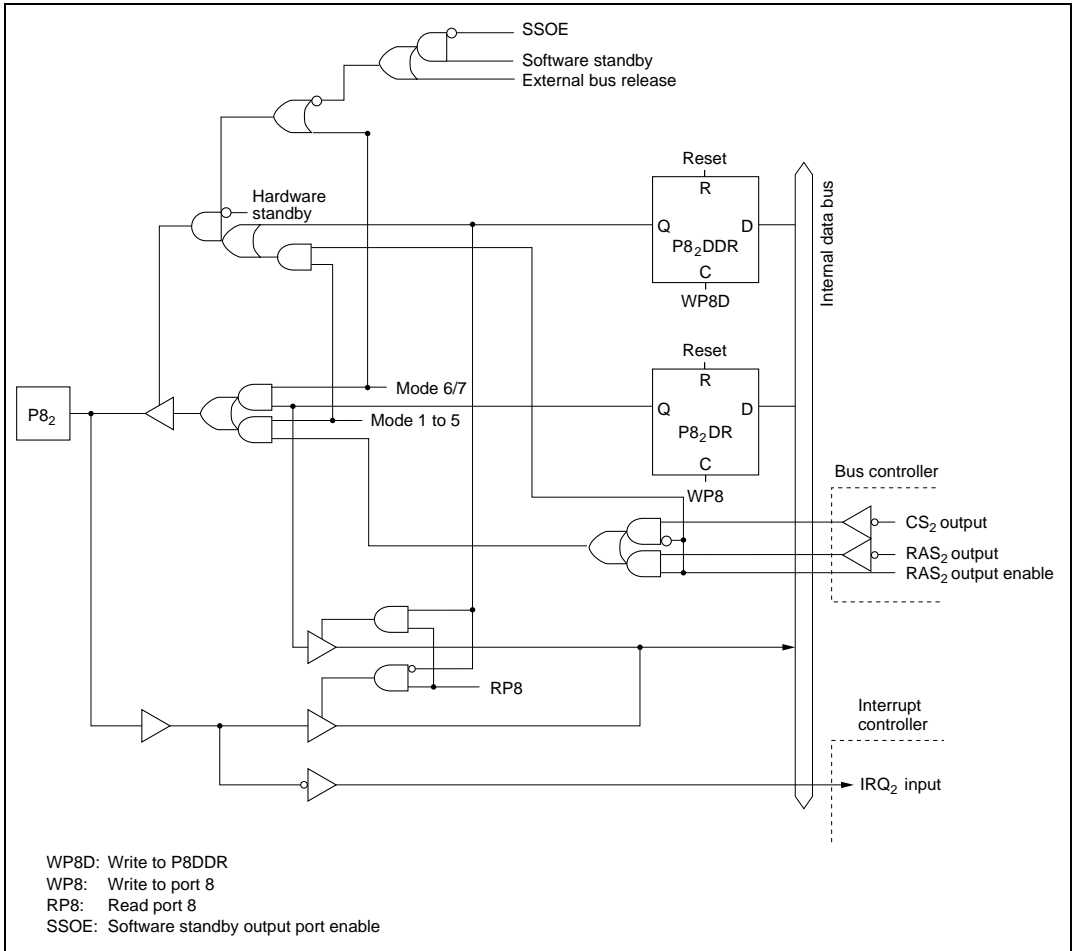 SSOE
Software standby
External bus release
Reset
R
Hardware
standby
Q
D
P8₂DDR
C
WP8D
Internal data bus
Reset
R
Mode 6/7
P8₂
Q
D
Mode 1 to 5
P8₂DR
C
WP8
Bus controller
CS₂ output
RAS₂ output
RAS₂ output enable
RP8
Interrupt
controller
IRQ₂ input
WP8D: Write to P8DDR
WP8: Write to port 8
RP8: Read port 8
SSOE: Software standby output port enable